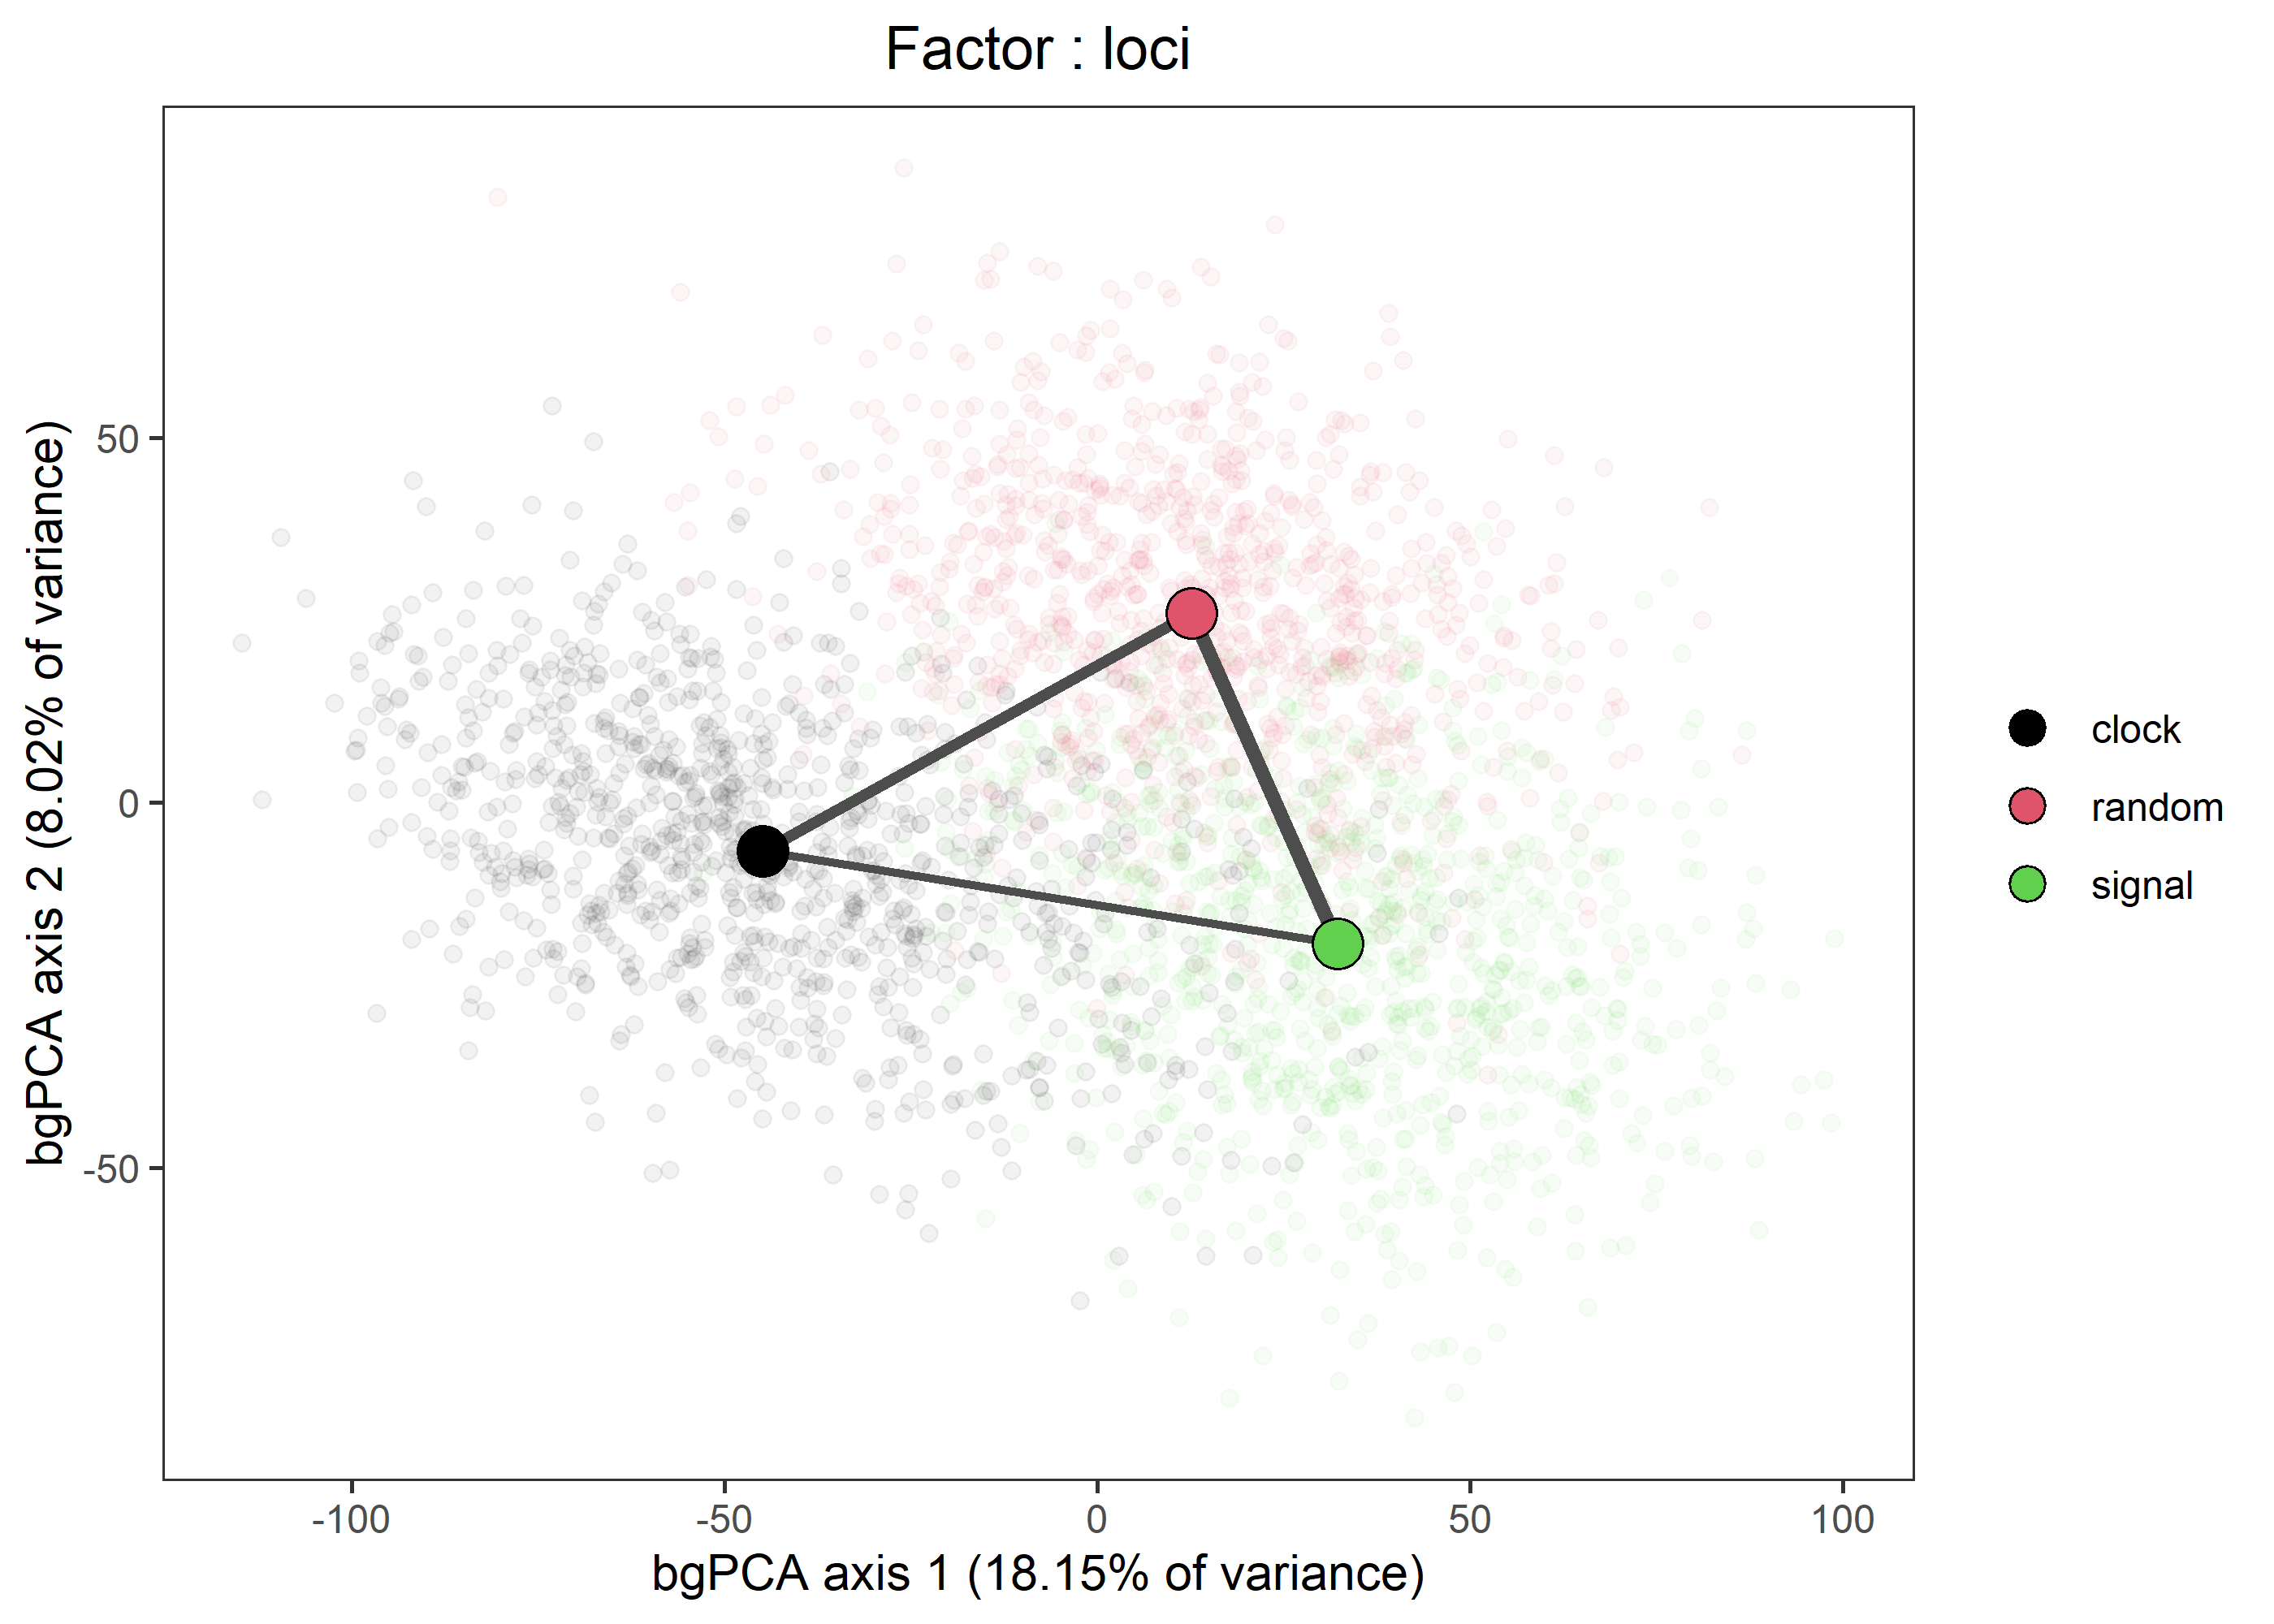 Factor : loci
bgPCA axis 2 (8.02% of variance)
50
0
-50
-100
-50
0
50
100
bgPCA axis 1 (18.15% of variance)
clock
random
signal